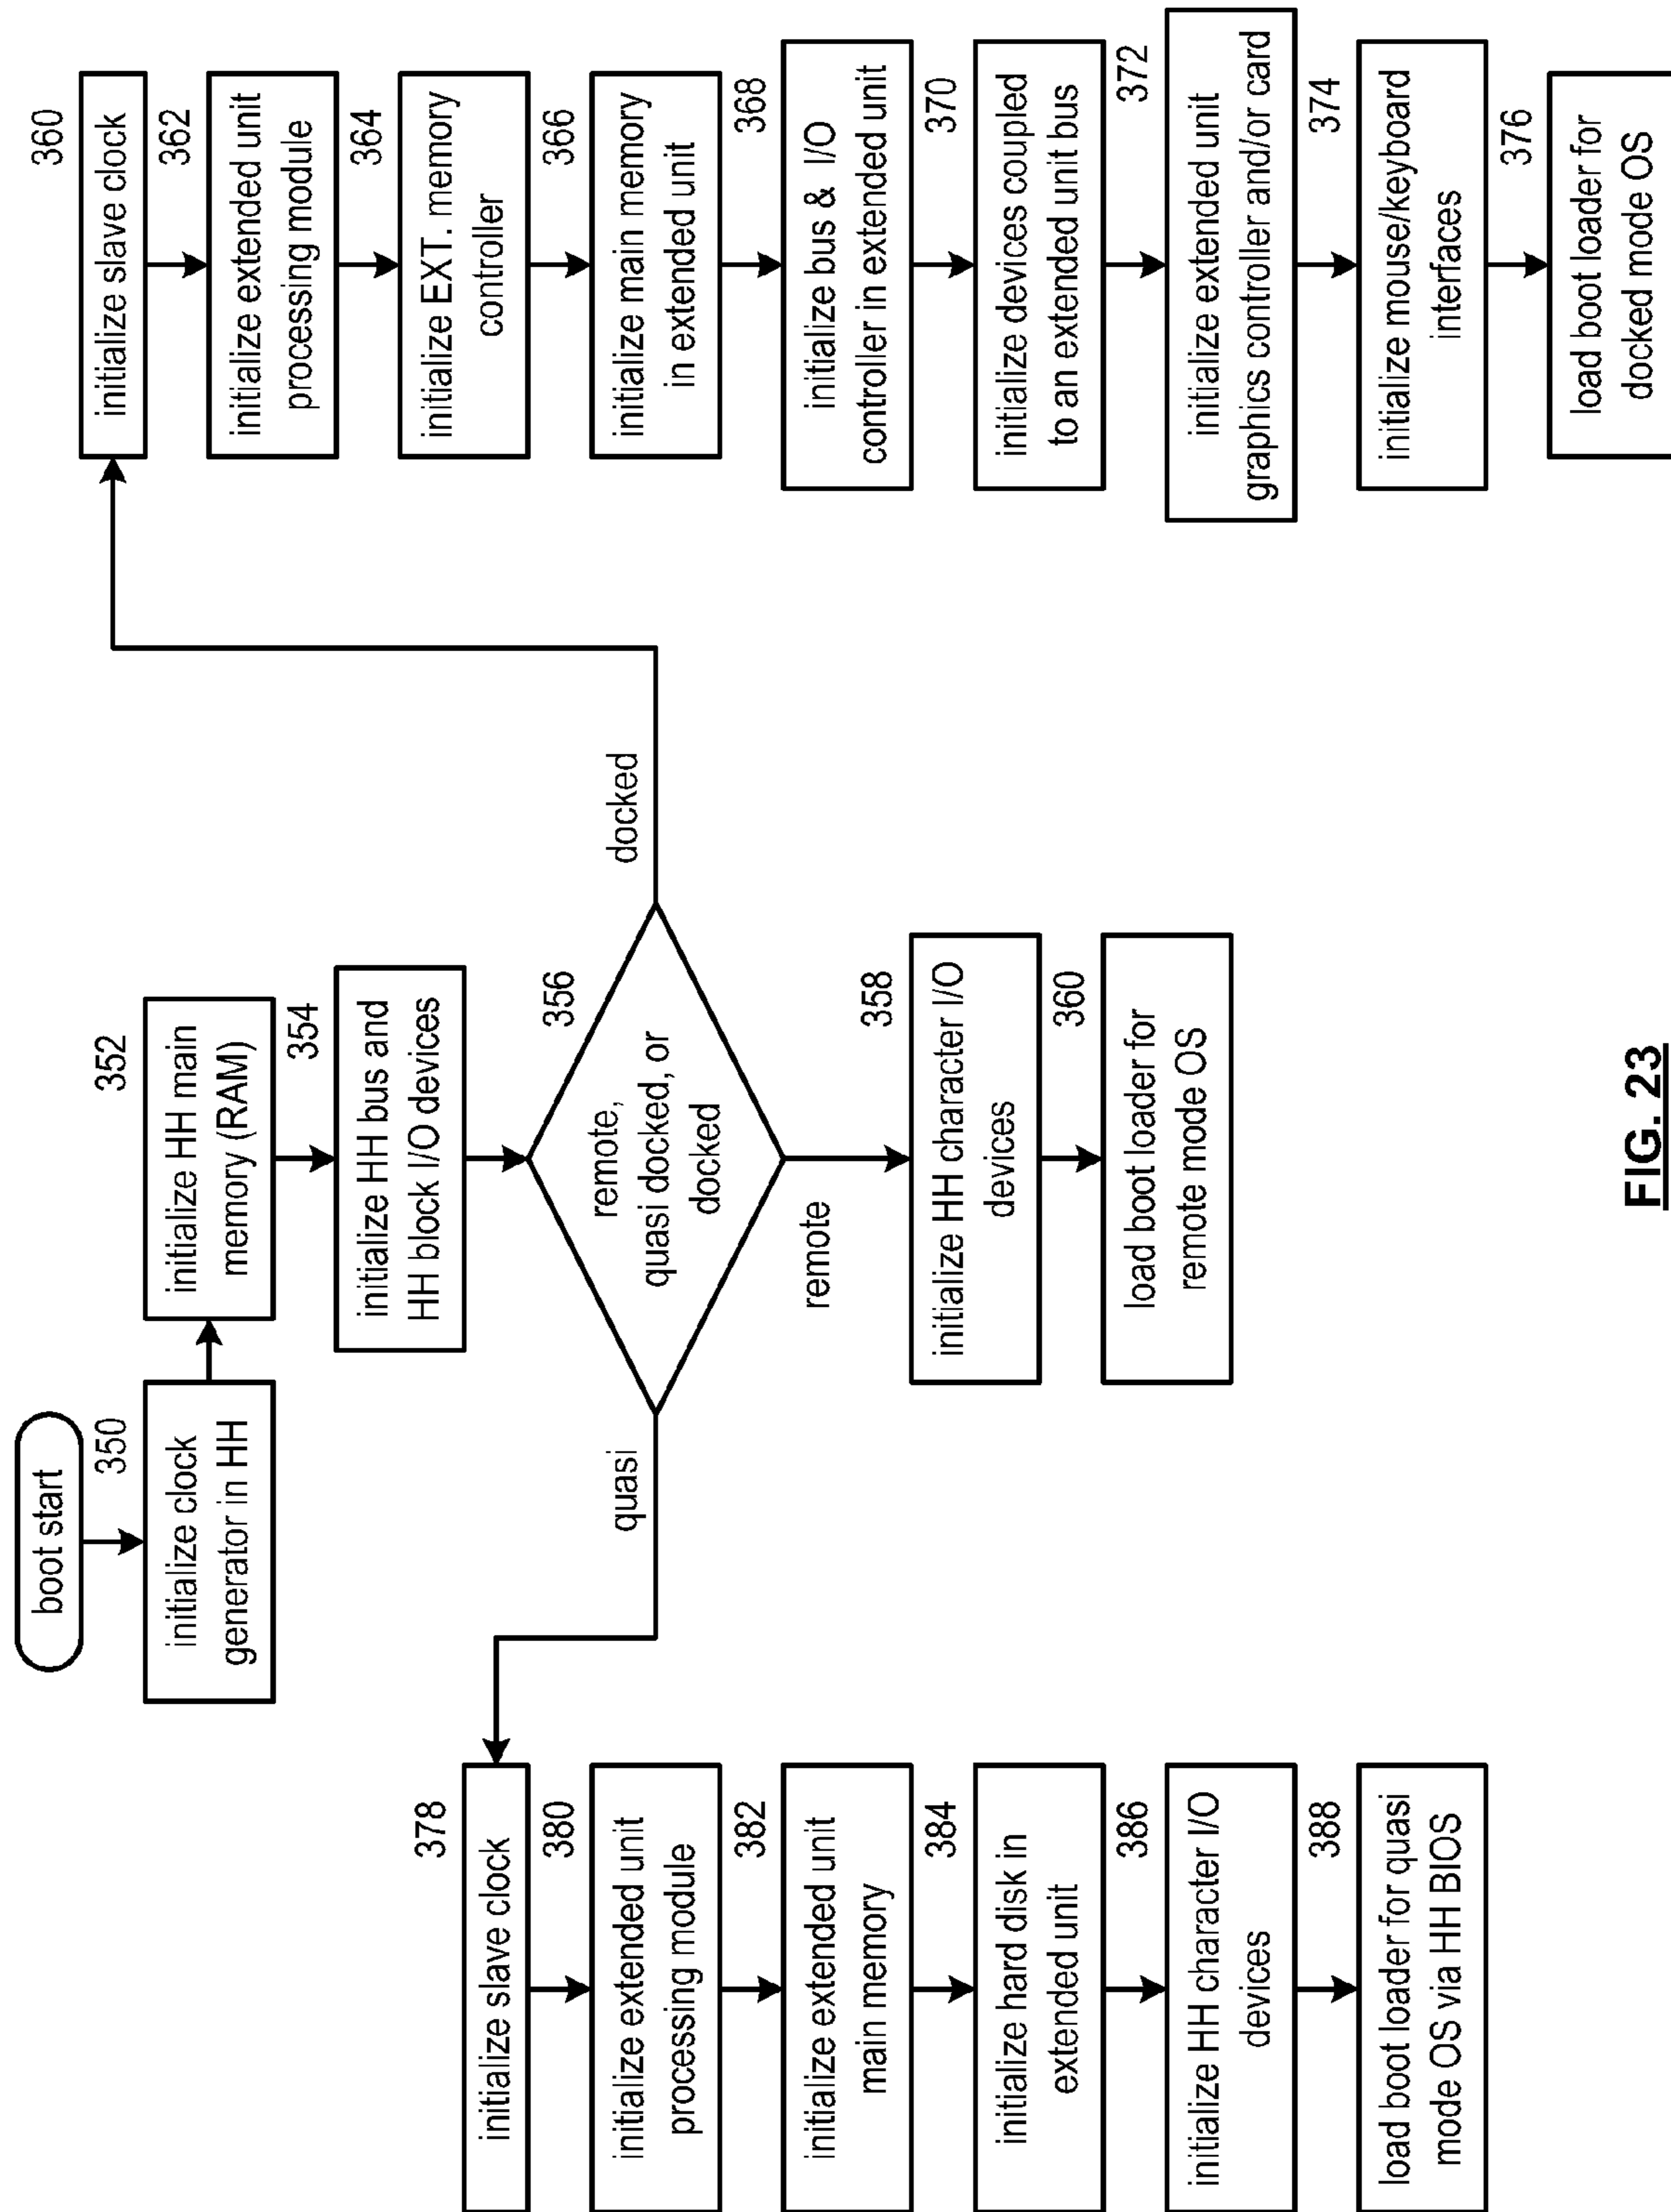 boot start
350
initialize clock
generator in HH
352
initialize HH main
memory (RAM)
354
initialize HH bus and
HH block I/O devices
356
remote,
quasi docked, or
docked
quasi
remote
docked
378
initialize slave clock
380
initialize extended unit
processing module
382
initialize extended unit
main memory
384
initialize hard disk in
extended unit
386
initialize HH character I/O
devices
388
load boot loader for quasi
mode OS via HH BIOS
358
initialize HH character I/O
devices
360
load boot loader for
remote mode OS
360
initialize slave clock
362
initialize extended unit
processing module
364
initialize EXT. memory
controller
366
initialize main memory
in extended unit
368
initialize bus & I/O
controller in extended unit
370
initialize devices coupled
to an extended unit bus
372
initialize extended unit
graphics controller and/or card
374
initialize mouse/keyboard
interfaces
376
load boot loader for
docked mode OS
FIG. 23